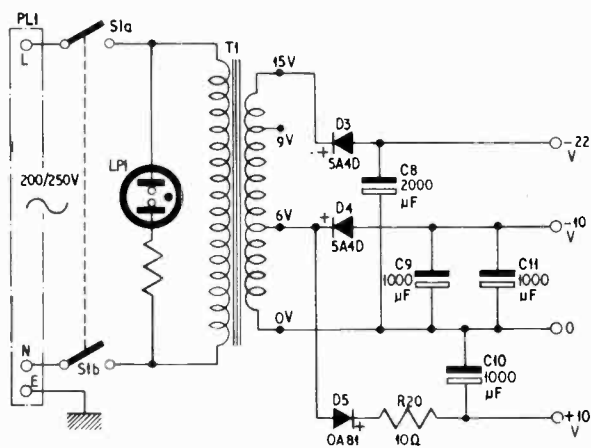 PL1
S1a
L
T1
15V
D3
-22
V
5A4D
9V
C8
2000
µF
LP1
200/250V
6V
D4
-10
V
5A4D
C9
1000
µF
C11
1000
µF
0V
0
N
S1b
E
C10
1000
µF
D5
R20
+10
V
OA81
10Ω